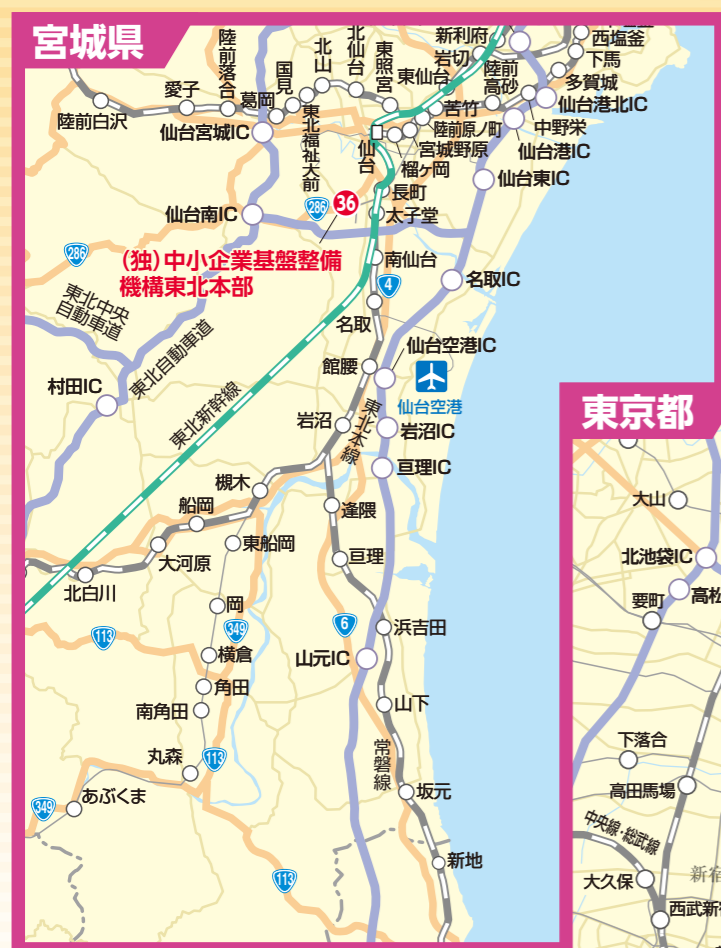 宮城県
新利府
西塩釜
下馬
多賀城
岩切
東仙台
陸前
高砂
仙台港北IC
中野栄
仙台港IC
仙台東IC
陸前落合
愛子
陸前白沢
葛岡
国見
北山
北仙台
東照宮
東北福祉大前
仙台宮城IC
仙台
苦竹
陸前原ノ町
宮城野原
榴ヶ岡
長町
太子堂
仙台南IC
286
36
286
(独)中小企業基盤整備
機構東北本部
南仙台
4
名取IC
名取
東北中央
自動車道
東北自動車道
村田IC
東北新幹線
館腰
仙台空港IC
仙台空港
岩沼
東北本線
岩沼IC
亘理IC
槻木
船岡
逢隈
東船岡
大河原
亘理
北白川
岡
349
6
浜吉田
113
横倉
山元IC
角田
南角田
山下
丸森
113
常磐線
あぶくま
349
坂元
新地
113
東京都
大山
北池袋IC
高松
要町
下落合
高田馬場
中央線・総武線
新宿
大久保
西武新